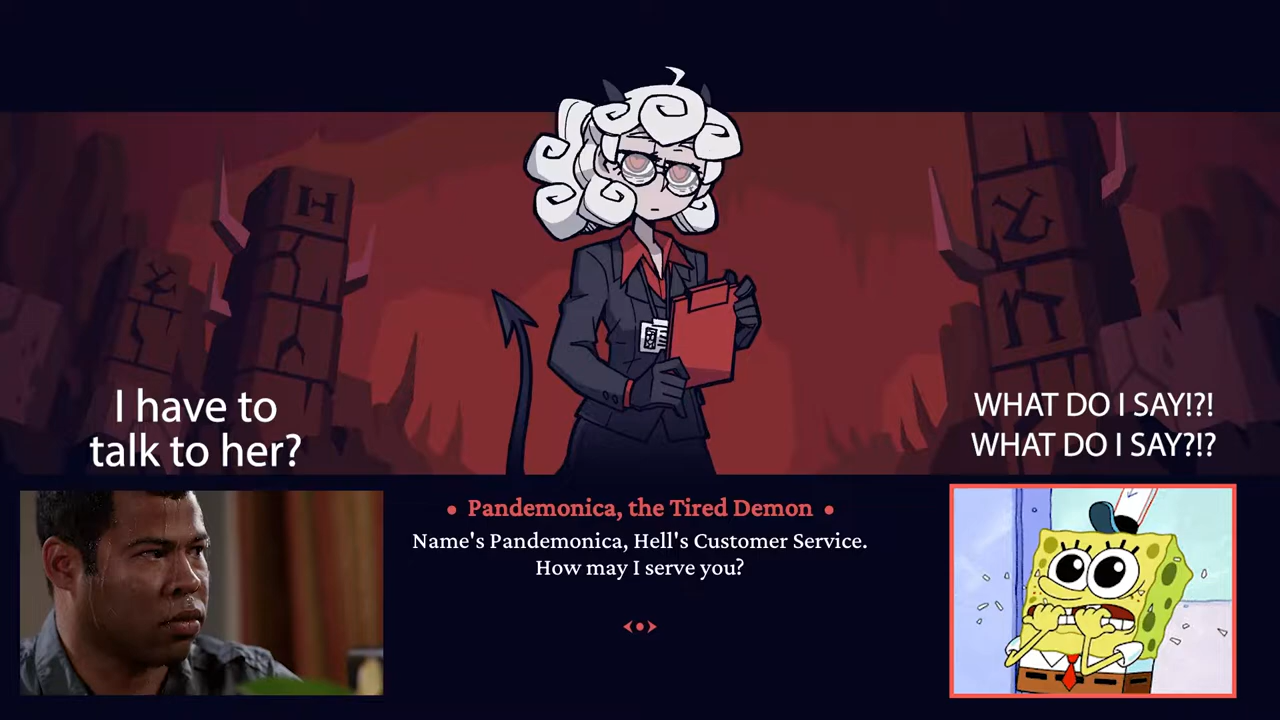 I have to
talk to her?
WHAT DO I SAY!?!
WHAT DO I SAY?!?
• Pandemonica, the Tired Demon •
Name's Pandemonica, Hell's Customer Service.
How may I serve you?